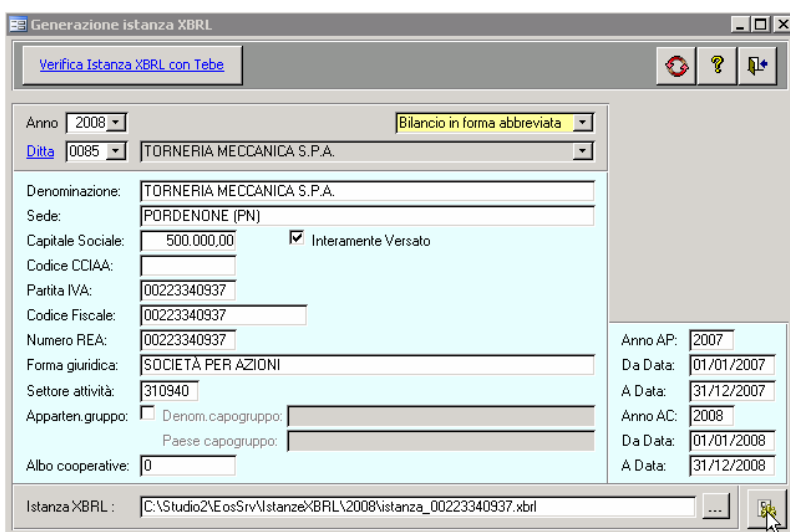 Generazione istanza XBRL
Verifica Istanza XBRL con Tebe
Anno 2008 Bilancio in forma abbreviata
Ditta 0085 TORNERIA MECCANICA S.P.A.
Denominazione: TORNERIA MECCANICA S.P.A.
Sede: PORDENONE (PN)
Capitale Sociale: 500.000,00 Interamente Versato
Codice CCIAA:
Partita IVA: 00223340937
Codice Fiscale: 00223340937
Numero REA: 00223340937 Anno AP: 2007
Forma giuridica: SOCIETÀ PER AZIONI Da Data: 01/01/2007
Settore attività: 310940 A Data: 31/12/2007
Apparten.gruppo: Denom.capogruppo: Anno AC: 2008
Paese capogruppo: Da Data: 01/01/2008
Albo cooperative: 0 A Data: 31/12/2008
Istanza XBRL : C:\Studio2\EosSrv\IstanzeXBRL\2008\istanza_00223340937.xbrl ...